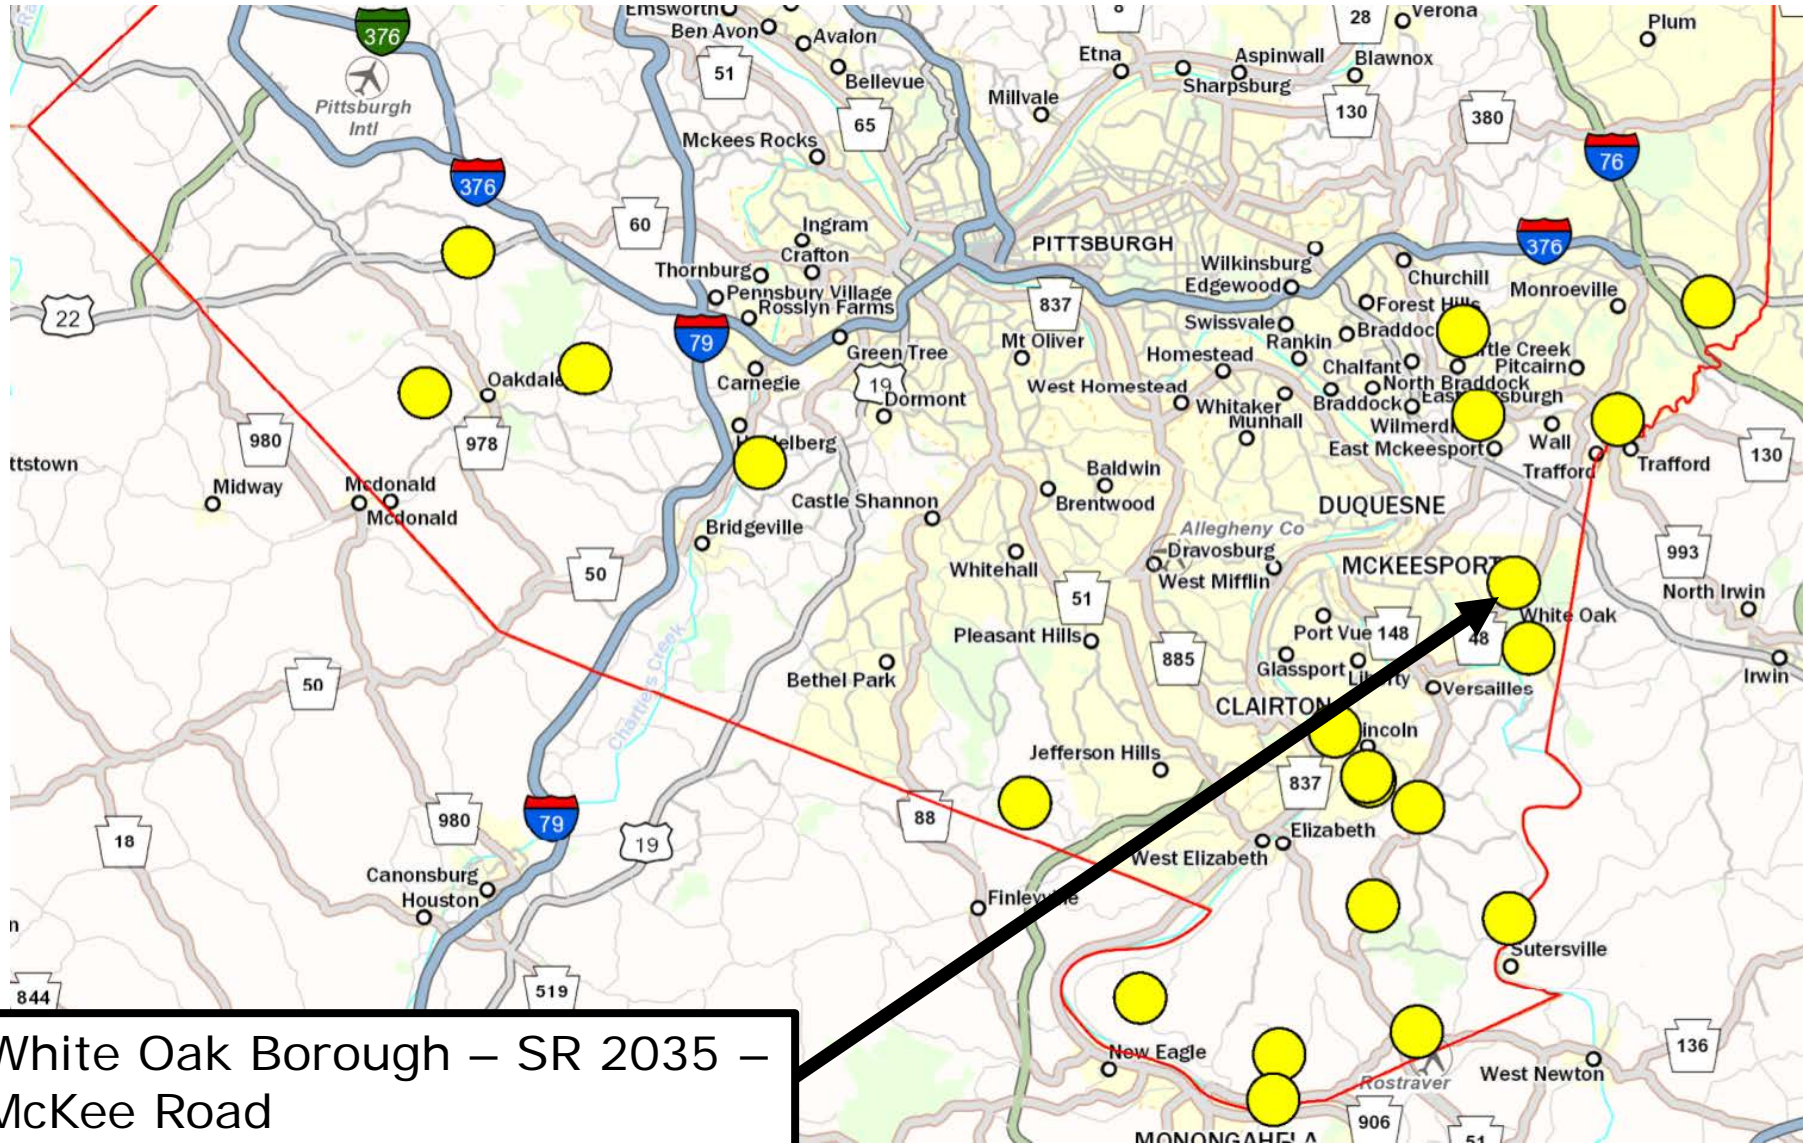 Emsworth
Ben Avon
Avalon
8
28
Verona
Plum
376
Pittsburgh
Intl
51
Bellevue
Etna
Aspinwall
Blawnox
Sharpsburg
Millvale
65
130
380
76
Mckees Rocks
376
60
Ingram
Crafton
PITTSBURGH
Thornburg
Pennsbury Village
Rosslyn Farms
837
Wilkinsburg
Edgewood
Churchill
376
Monroeville
Forest Hills
22
79
Green Tree
Mt Oliver
Swissvale
Rankin
Homestead
Chalfant
Pitcairn
Oakdale
Carnegie
19
Dormont
West Homestead
Whitaker
Munhall
North Braddock
Braddock
980
978
Wall
East Mckeesport
Trafford
Trafford
130
Midway
Mcdonald
Mcdonald
Castle Shannon
Baldwin
Brentwood
Bridgeville
DUQUESNE
Allegheny Co
50
Whitehall
Dravosburg
West Mifflin
MCKEESPORT
993
North Irwin
51
White Oak
Pleasant Hills
Port Vue
148
48
885
Glassport
Liberty
Versailles
Irwin
50
Chartiers Creek
Bethel Park
CLAIRTON
Jefferson Hills
837
18
980
79
19
88
Elizabeth
West Elizabeth
Canonsburg
Houston
Finleyville
Sutersville
844
519
New Eagle
Rostraver
West Newton
136
906
51
MONONGAHELA
White Oak Borough – SR 2035 –
McKee Road